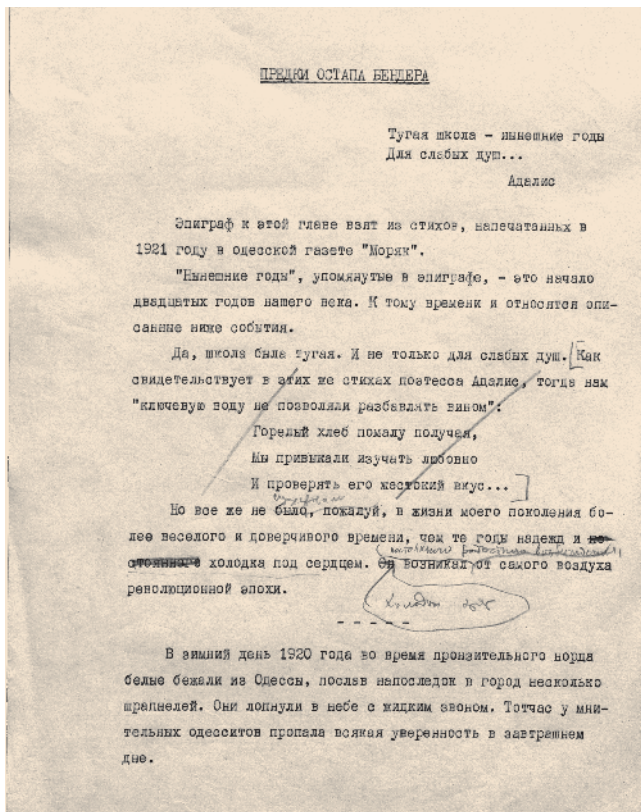 ПРЕДКИ ОСТАПА БЕНДЕРА
Тугая школа - нынешние годы
Для слабых душ...
Адалис
Эпиграф к этой главе взят из стихов, напечатанных в
1921 году в одесской газете "Моряк".
"Нынешние годы", упомянутые в эпиграфе, - это начало
двадцатых годов нашего века. К тому времени и относятся опи-
санные ниже события.
Да, школа была тугая. И не только для слабых душ. [Как
свидетельствует в этих же стихах поэтесса Адалис, тогда нам
"ключевую воду не позволяли разбавлять вином":
Горелый хлеб помалу получая,
Мы привыкали изучать любовно
И проверять его жестокий вкус...]
Но все же не было, пожалуй, в жизни моего поколения бо-
лее веселого и доверчивого времени, чем те годы надежд и по-
стоянного холодка под сердцем. Он возникал от самого воздуха
революционной эпохи.
Холодок
- - - - -
В зимний день 1920 года во время пронзительного норда
белые бежали из Одессы, послав напоследок в город несколько
шрапнелей. Они лопнули в небе с жидким звоном. Тотчас у мни-
тельных одесситов пропала всякая уверенность в завтрашнем
дне.